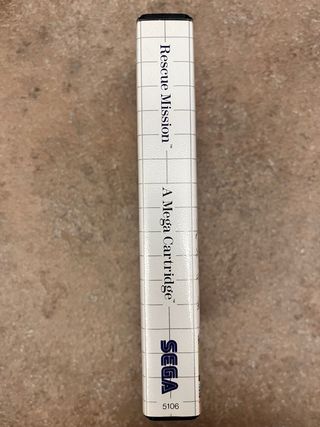 Rescue Mission™
A Mega Cartridge™
SEGA
5106